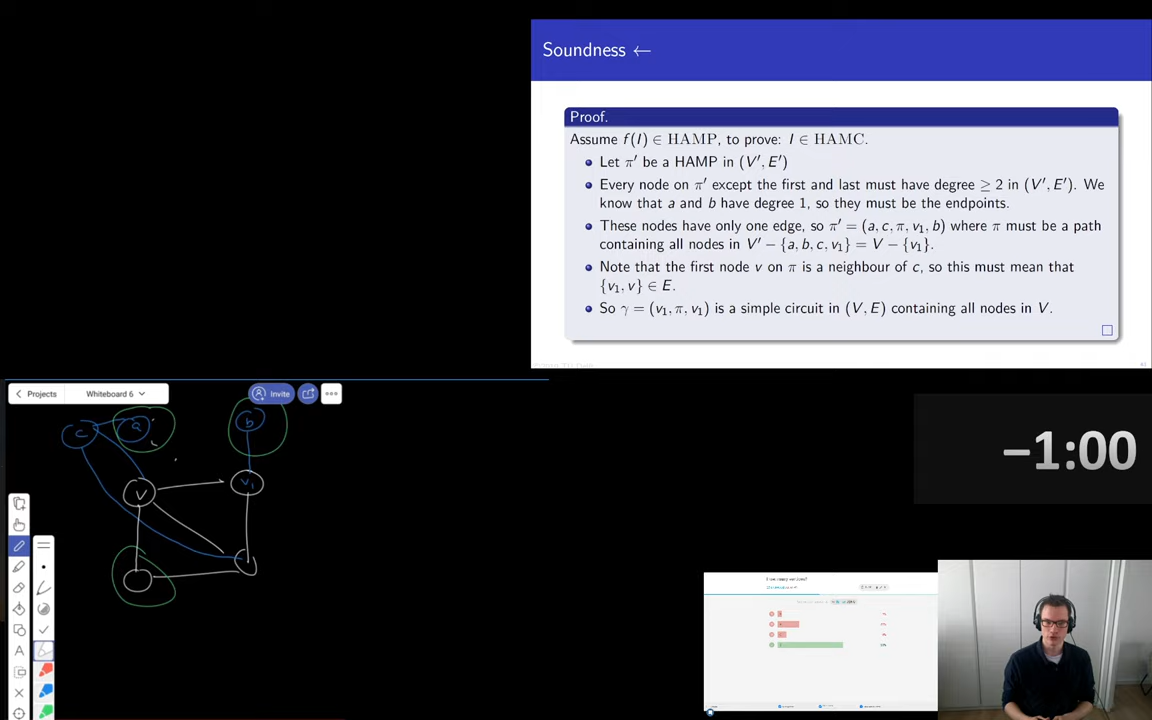 Soundness ←
Proof.
Assume f(I) ∈ HAMP, to prove: I ∈ HAMC.
Let π′ be a HAMP in (V′, E′)
Every node on π′ except the first and last must have degree ≥ 2 in (V′, E′). We
know that a and b have degree 1, so they must be the endpoints.
These nodes have only one edge, so π′ = (a, c, π, v₁, b) where π must be a path
containing all nodes in V′ − {a, b, c, v₁} = V − {v₁}.
Note that the first node v on π is a neighbour of c, so this must mean that
{v₁, v} ∈ E.
So γ = (v₁, π, v₁) is a simple circuit in (V, E) containing all nodes in V.
Projects
Whiteboard 6
Invite
c
a
b
v
v₁
−1:00
How many vertices?